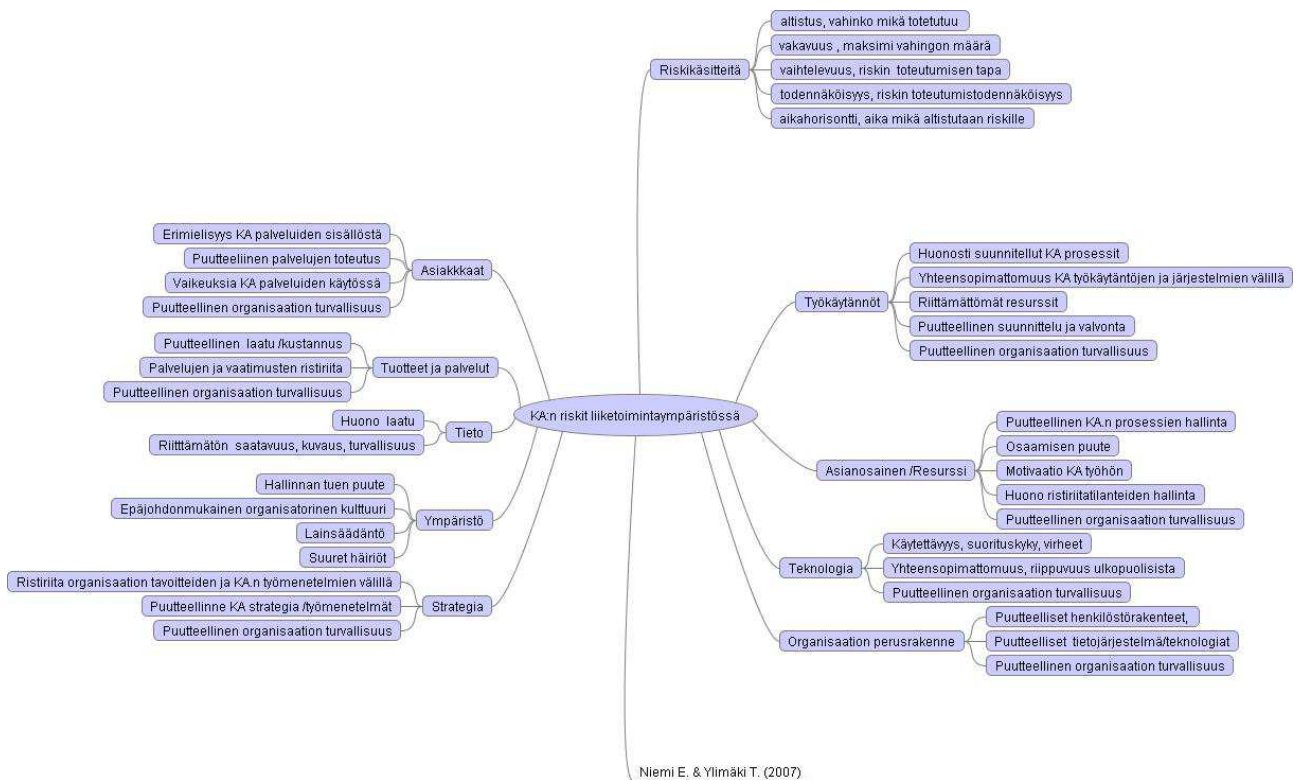 KA:n riskit liiketoimintaympäristössä
Riskikäsitteitä
altistus, vahinko mikä totetutuu
vakavuus , maksimi vahingon määrä
vaihtelevuus, riskin toteutumisen tapa
todennäköisyys, riskin toteutumistodennäköisyys
aikahorisontti, aika mikä altistutaan riskille
Työkäytännöt
Huonosti suunnitellut KA prosessit
Yhteensopimattomuus KA työkäytäntöjen ja järjestelmien välillä
Riittämättömät resurssit
Puutteellinen suunnittelu ja valvonta
Puutteellinen organisaation turvallisuus
Asianosainen /Resurssi
Puutteellinen KA:n prosessien hallinta
Osaamisen puute
Motivaatio KA työhön
Huono ristiriitatilanteiden hallinta
Puutteellinen organisaation turvallisuus
Teknologia
Käytettävyys, suorituskyky, virheet
Yhteensopimattomuus, riippuvuus ulkopuolisista
Puutteellinen organisaation turvallisuus
Organisaation perusrakenne
Puutteelliset henkilöstörakenteet,
Puutteelliset tietojärjestelmä/teknologiat
Puutteellinen organisaation turvallisuus
Asiakkkaat
Erimielisyys KA palveluiden sisällöstä
Puutteeliinen palvelujen toteutus
Vaikeuksia KA palveluiden käytössä
Puutteellinen organisaation turvallisuus
Tuotteet ja palvelut
Puutteellinen laatu /kustannus
Palvelujen ja vaatimusten ristiriita
Puutteellinen organisaation turvallisuus
Tieto
Huono laatu
Riitttämätön saatavuus, kuvaus, turvallisuus
Ympäristö
Hallinnan tuen puute
Epäjohdonmukainen organisatorinen kulttuuri
Lainsäädäntö
Suuret häiriöt
Strategia
Ristiriita organisaation tavoitteiden ja KA:n työmenetelmien välillä
Puutteellinne KA strategia /työmenetelmät
Puutteellinen organisaation turvallisuus
Niemi E. & Ylimäki T. (2007)